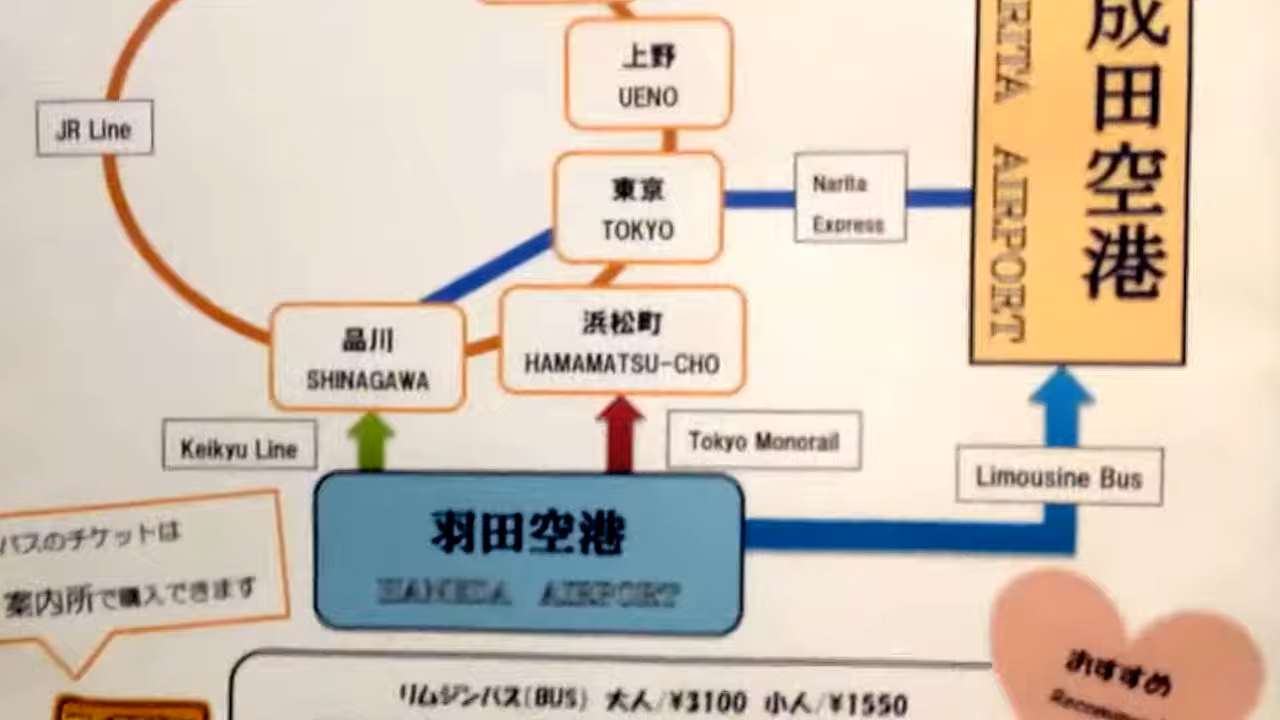 上野
UENO
JR Line
東京
TOKYO
Narita
Express
成田空港
AIRPORT
品川
SHINAGAWA
浜松町
HAMAMATSU-CHO
Keikyu Line
Tokyo Monorail
Limousine Bus
羽田空港
HANEDA AIRPORT
バスのチケットは
案内所で購入できます
おすすめ
リムジンバス(BUS) 大人/¥3100 小人/¥1550